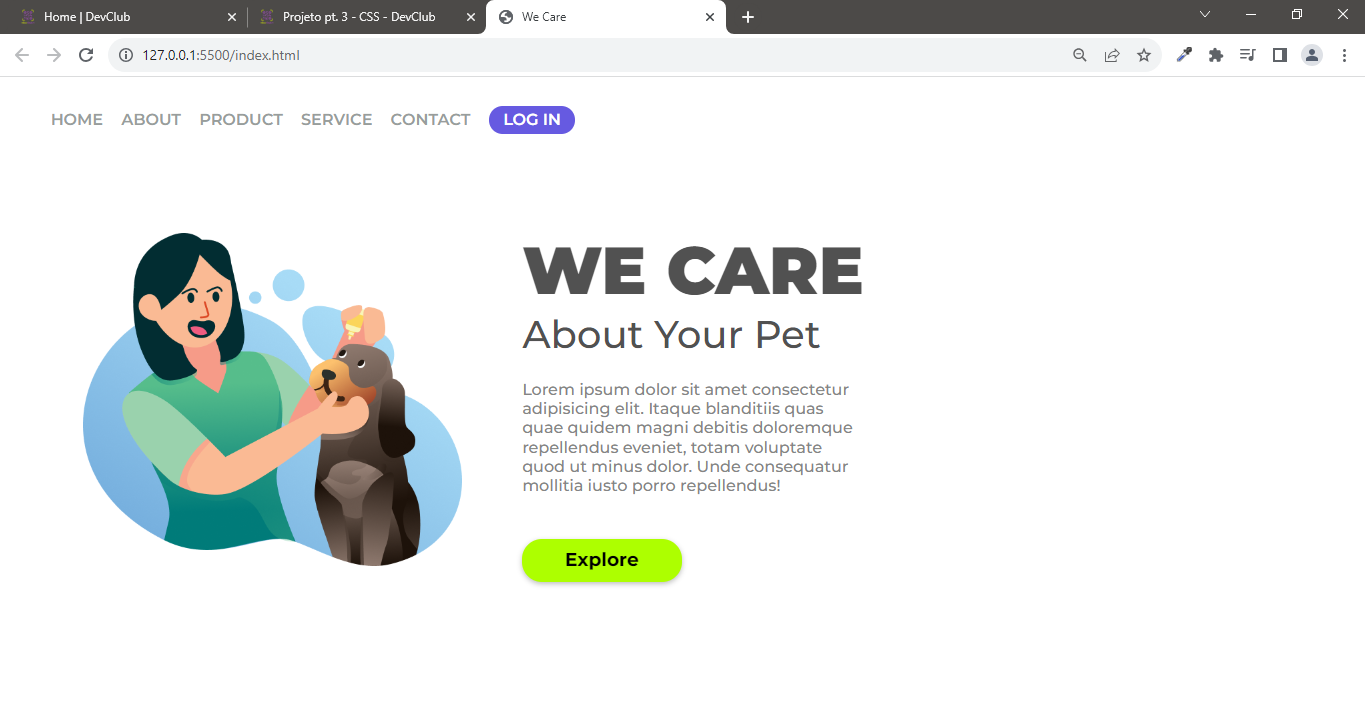 Home | DevClub
Projeto pt. 3 - CSS - DevClub
We Care
127.0.0.1:5500/index.html
HOME ABOUT PRODUCT SERVICE CONTACT LOG IN
WE CARE
About Your Pet
Lorem ipsum dolor sit amet consectetur
adipisicing elit. Itaque blanditiis quas
quae quidem magni debitis doloremque
repellendus eveniet, totam voluptate
quod ut minus dolor. Unde consequatur
mollitia iusto porro repellendus!
Explore